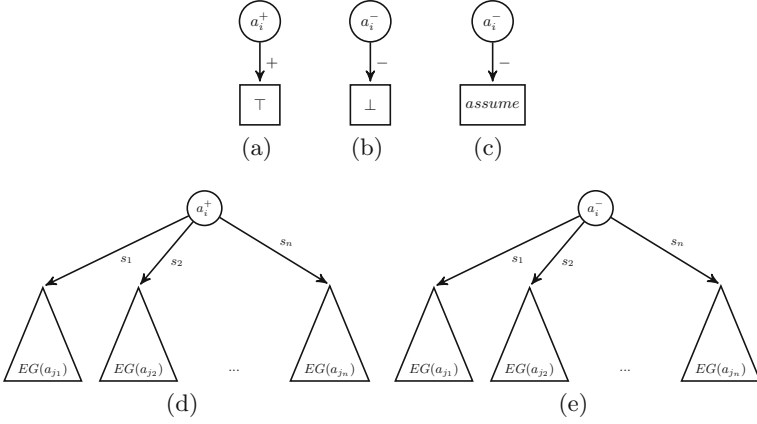 a_i^+ a_i^- a_i^-
+ − −
⊤ ⊥ assume
(a) (b) (c)
a_i^+ a_i^-
s_1 s_2 s_n s_1 s_2 s_n
EG(a_{j_1}) EG(a_{j_2}) ... EG(a_{j_n}) EG(a_{j_1}) EG(a_{j_2}) ... EG(a_{j_n})
(d) (e)